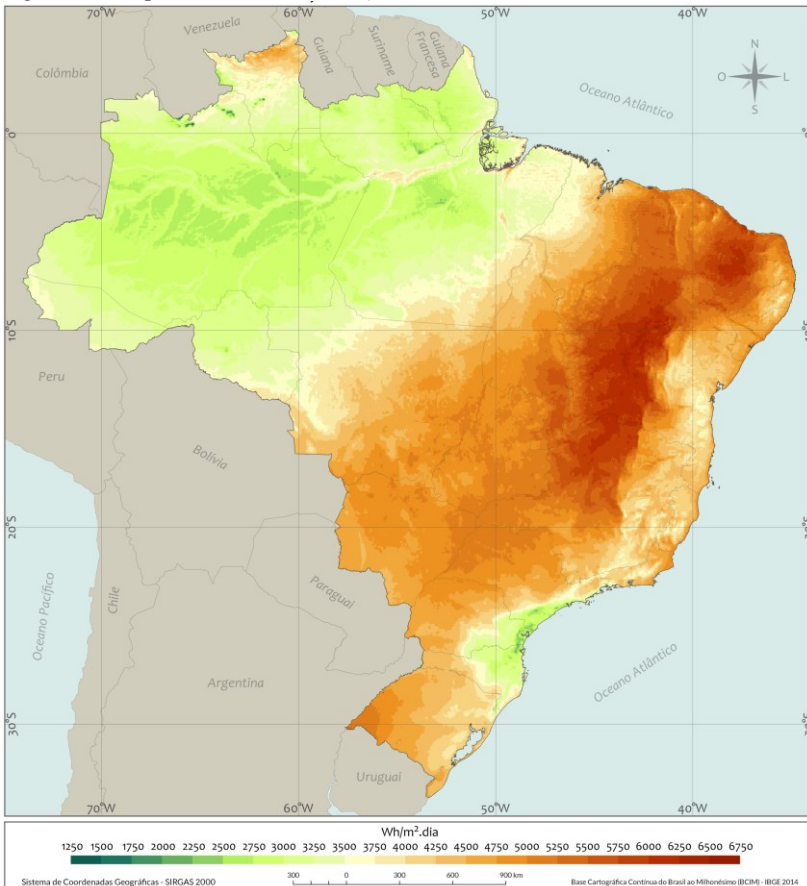 70°W
60°W
50°W
40°W
Venezuela
Guiana
Suriname
Guiana
Francesa
Colômbia
N
O
L
S
Oceano Atlântico
0°
Peru
10°S
Bolívia
20°S
Paraguai
Oceano Pacífico
Chile
Argentina
Oceano Atlântico
30°S
Uruguai
70°W
60°W
50°W
40°W
Wh/m².dia
1250 1500 1750 2000 2250 2500 2750 3000 3250 3500 3750 4000 4250 4500 4750 5000 5250 5500 5750 6000 6250 6500 6750
300 0 300 600 900 km
Sistema de Coordenadas Geográficas - SIRGAS 2000
Base Cartográfica Contínua do Brasil ao Milhonésimo (BCIM) - IBGE 2014